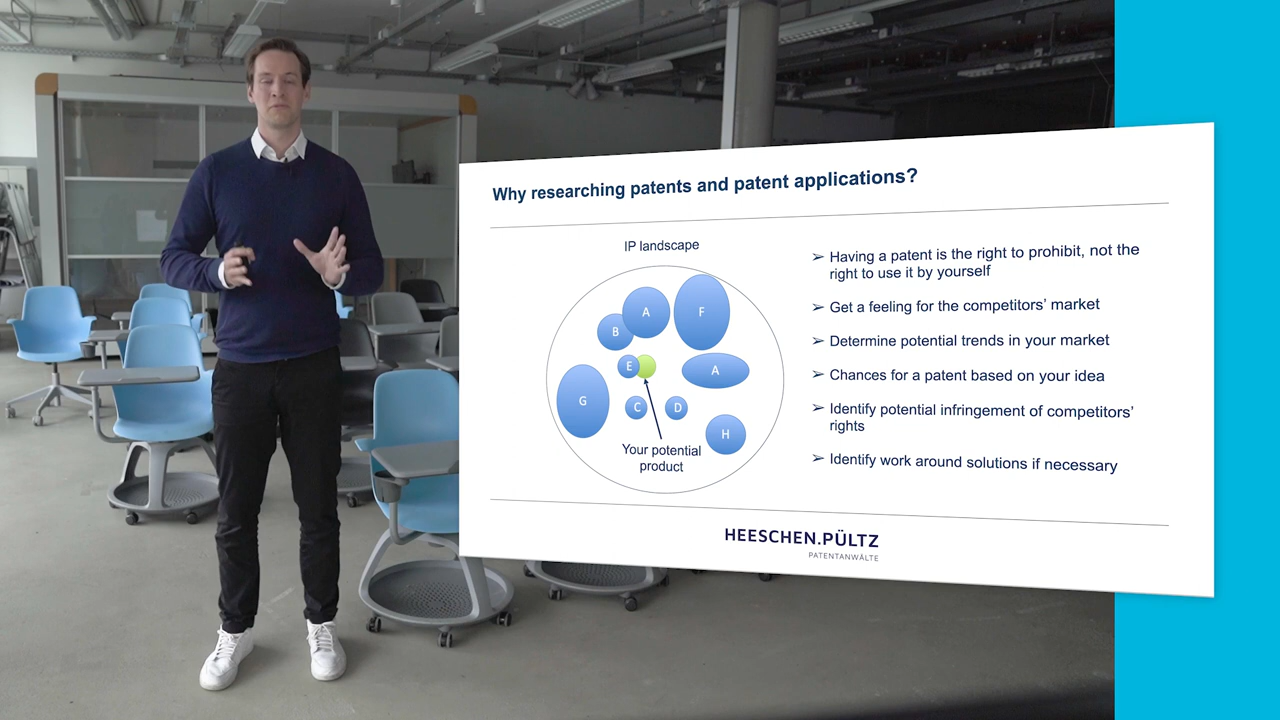 Why researching patents and patent applications?
IP landscape
A
F
B
E
A
G
C
D
H
Your potential
product
➢ Having a patent is the right to prohibit, not the
right to use it by yourself
➢ Get a feeling for the competitors' market
➢ Determine potential trends in your market
➢ Chances for a patent based on your idea
➢ Identify potential infringement of competitors'
rights
➢ Identify work around solutions if necessary
HEESCHEN.PÜLTZ
PATENTANWÄLTE